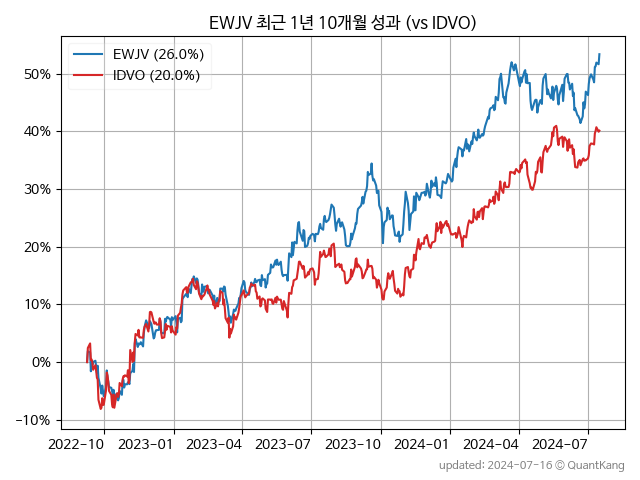 EWJV 최근 1년 10개월 성과 (vs IDVO)
EWJV (26.0%)
IDVO (20.0%)
50%
40%
30%
20%
10%
0%
−10%
2022-10 2023-01 2023-04 2023-07 2023-10 2024-01 2024-04 2024-07
updated: 2024-07-16 © QuantKang